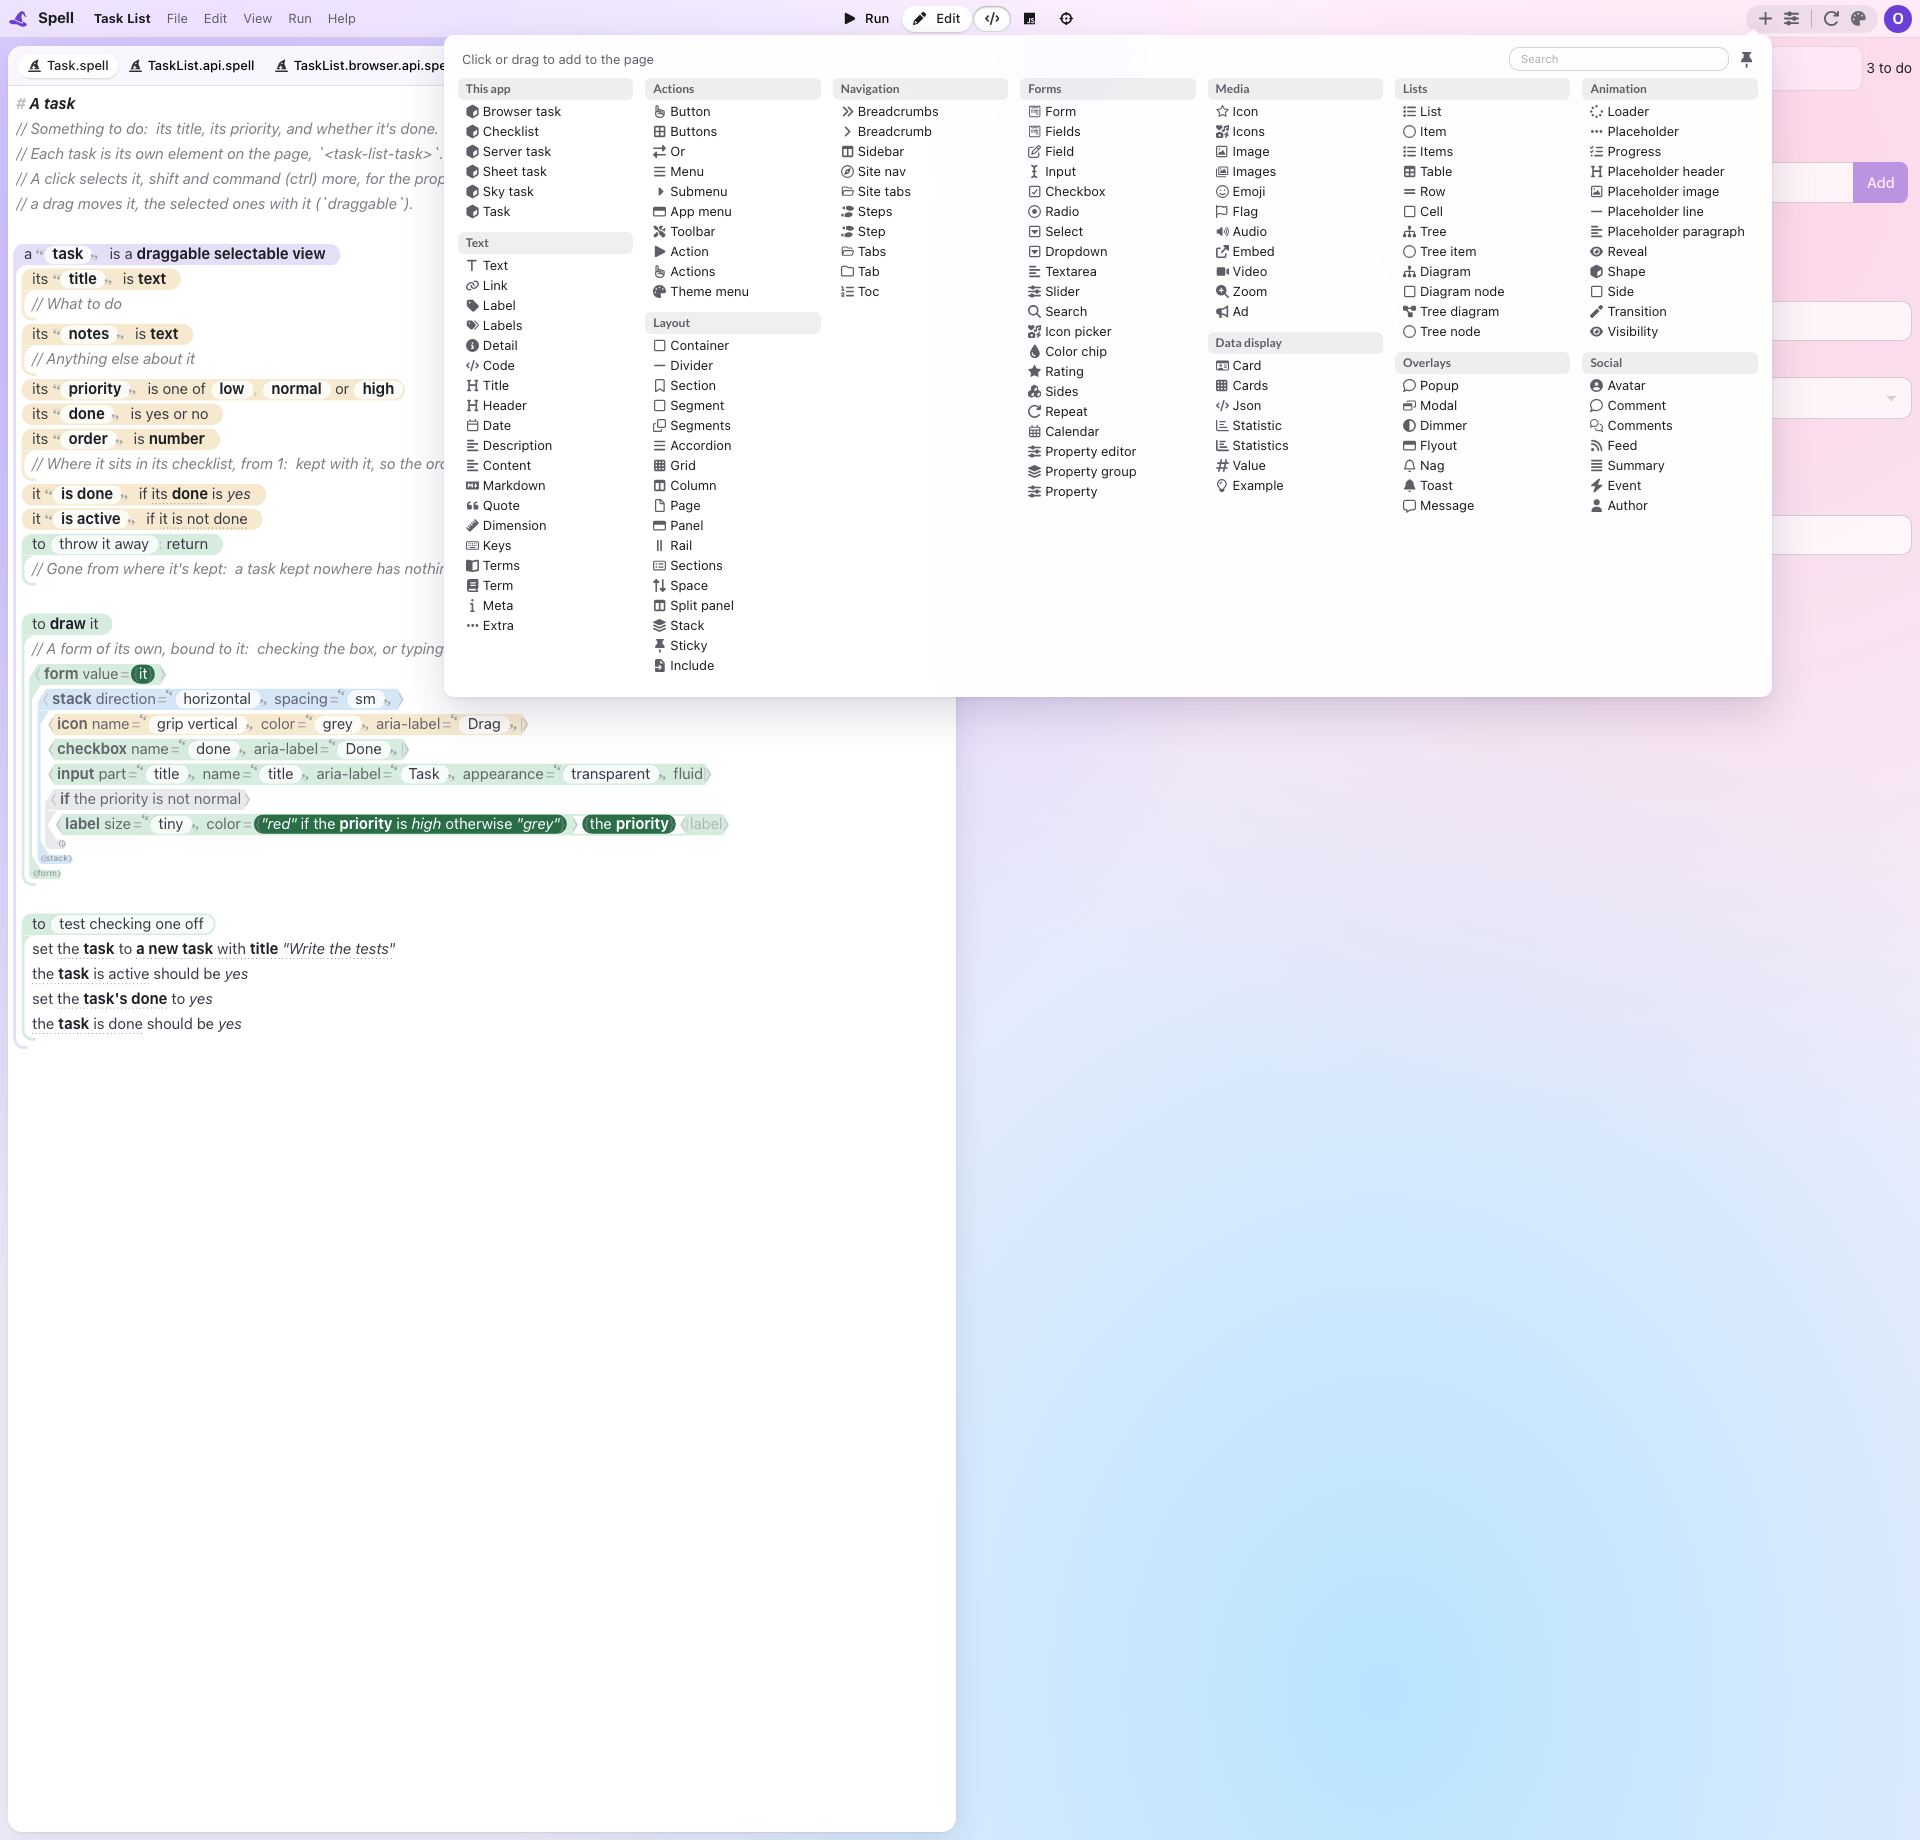 Spell Task List File Edit View Run Help Run Edit O
Task.spell TaskList.api.spell TaskList.browser.api.spe
# A task
// Something to do: its title, its priority, and whether it's done.
// Each task is its own element on the page, `<task-list-task>`.
// A click selects it, shift and command (ctrl) more, for the prop
// a drag moves it, the selected ones with it (`draggable`).
a “ task ” is a draggable selectable view
its “ title ” is text
// What to do
its “ notes ” is text
// Anything else about it
its “ priority ” is one of low , normal or high
its “ done ” is yes or no
its “ order ” is number
// Where it sits in its checklist, from 1: kept with it, so the ord
it “ is done ” if its done is yes
it “ is active ” if it is not done
to throw it away : return
// Gone from where it's kept: a task kept nowhere has nothin
to draw it
// A form of its own, bound to it: checking the box, or typing
form value= it
stack direction=“ horizontal ” spacing=“ sm ”
icon name=“ grip vertical ” color=“ grey ” aria-label=“ Drag ”
checkbox name=“ done ” aria-label=“ Done ”
input part=“ title ” name=“ title ” aria-label=“ Task ” appearance=“ transparent ” fluid
if the priority is not normal
label size=“ tiny ” color= "red" if the priority is high otherwise "grey" the priority label
stack
form
to test checking one off
set the task to a new task with title "Write the tests"
the task is active should be yes
set the task's done to yes
the task is done should be yes
Click or drag to add to the page
Search
This app
Browser task
Checklist
Server task
Sheet task
Sky task
Task
Text
Text
Link
Label
Labels
Detail
Code
Title
Header
Date
Description
Content
Markdown
Quote
Dimension
Keys
Terms
Term
Meta
Extra
Actions
Button
Buttons
Or
Menu
Submenu
App menu
Toolbar
Action
Actions
Theme menu
Layout
Container
Divider
Section
Segment
Segments
Accordion
Grid
Column
Page
Panel
Rail
Sections
Space
Split panel
Stack
Sticky
Include
Navigation
Breadcrumbs
Breadcrumb
Sidebar
Site nav
Site tabs
Steps
Step
Tabs
Tab
Toc
Forms
Form
Fields
Field
Input
Checkbox
Radio
Select
Dropdown
Textarea
Slider
Search
Icon picker
Color chip
Rating
Sides
Repeat
Calendar
Property editor
Property group
Property
Media
Icon
Icons
Image
Images
Emoji
Flag
Audio
Embed
Video
Zoom
Ad
Data display
Card
Cards
Json
Statistic
Statistics
Value
Example
Lists
List
Item
Items
Table
Row
Cell
Tree
Tree item
Diagram
Diagram node
Tree diagram
Tree node
Overlays
Popup
Modal
Dimmer
Flyout
Nag
Toast
Message
Animation
Loader
Placeholder
Progress
Placeholder header
Placeholder image
Placeholder line
Placeholder paragraph
Reveal
Shape
Side
Transition
Visibility
Social
Avatar
Comment
Comments
Feed
Summary
Event
Author
3 to do
Add